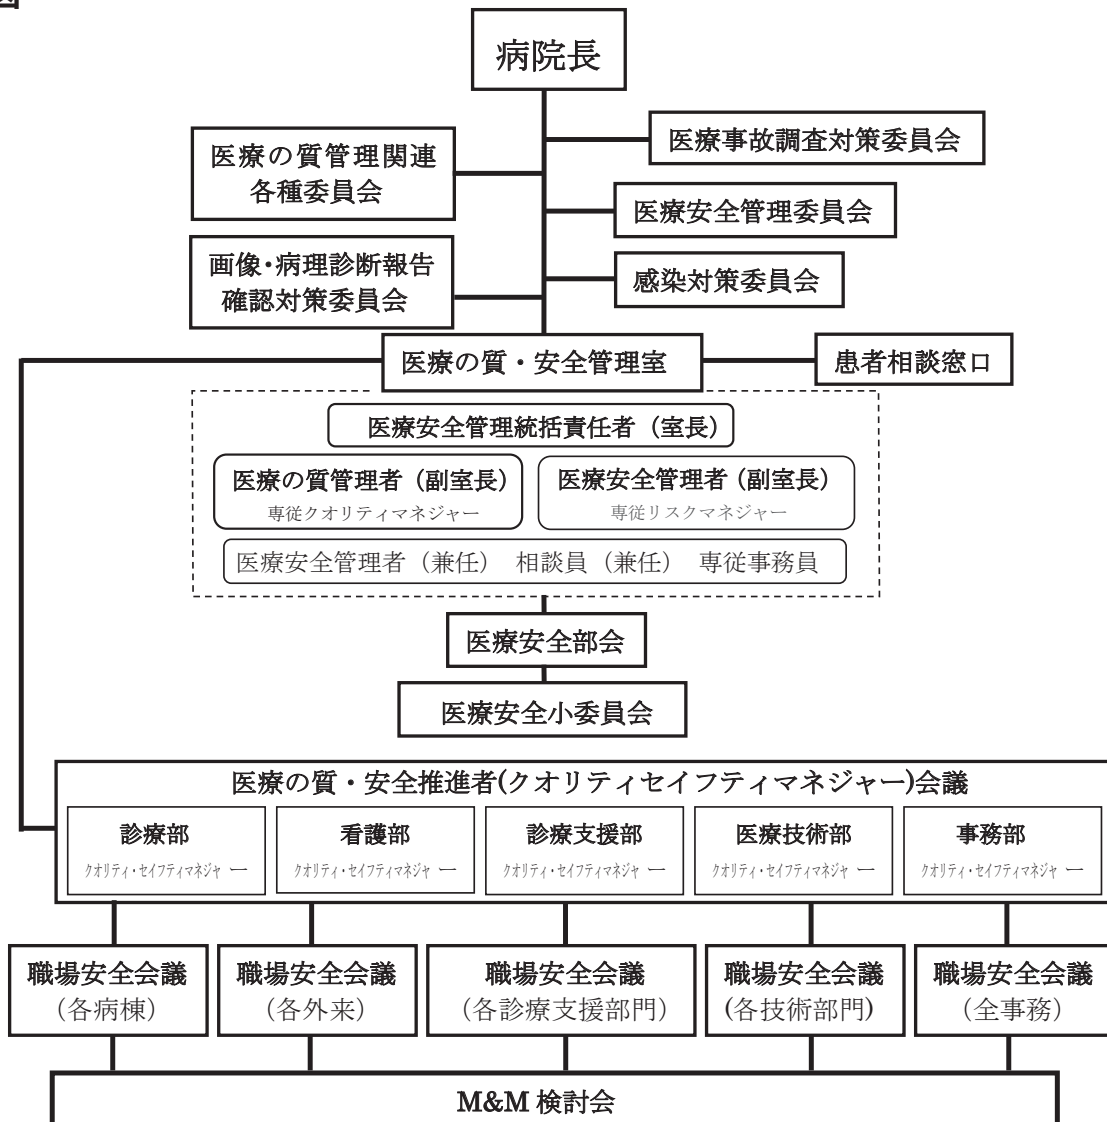 病院長
医療事故調査対策委員会
医療の質管理関連
各種委員会
医療安全管理委員会
画像・病理診断報告
確認対策委員会
感染対策委員会
医療の質・安全管理室
患者相談窓口
医療安全管理統括責任者（室長）
医療の質管理者（副室長）
専従クオリティマネジャー
医療安全管理者（副室長）
専従リスクマネジャー
医療安全管理者（兼任） 相談員（兼任） 専従事務員
医療安全部会
医療安全小委員会
医療の質・安全推進者(クオリティセイフティマネジャー)会議
診療部
クオリティ・セイフティマネジャー
看護部
クオリティ・セイフティマネジャー
診療支援部
クオリティ・セイフティマネジャー
医療技術部
クオリティ・セイフティマネジャー
事務部
クオリティ・セイフティマネジャー
職場安全会議
（各病棟）
職場安全会議
（各外来）
職場安全会議
（各診療支援部門）
職場安全会議
(各技術部門)
職場安全会議
（全事務）
M&M 検討会